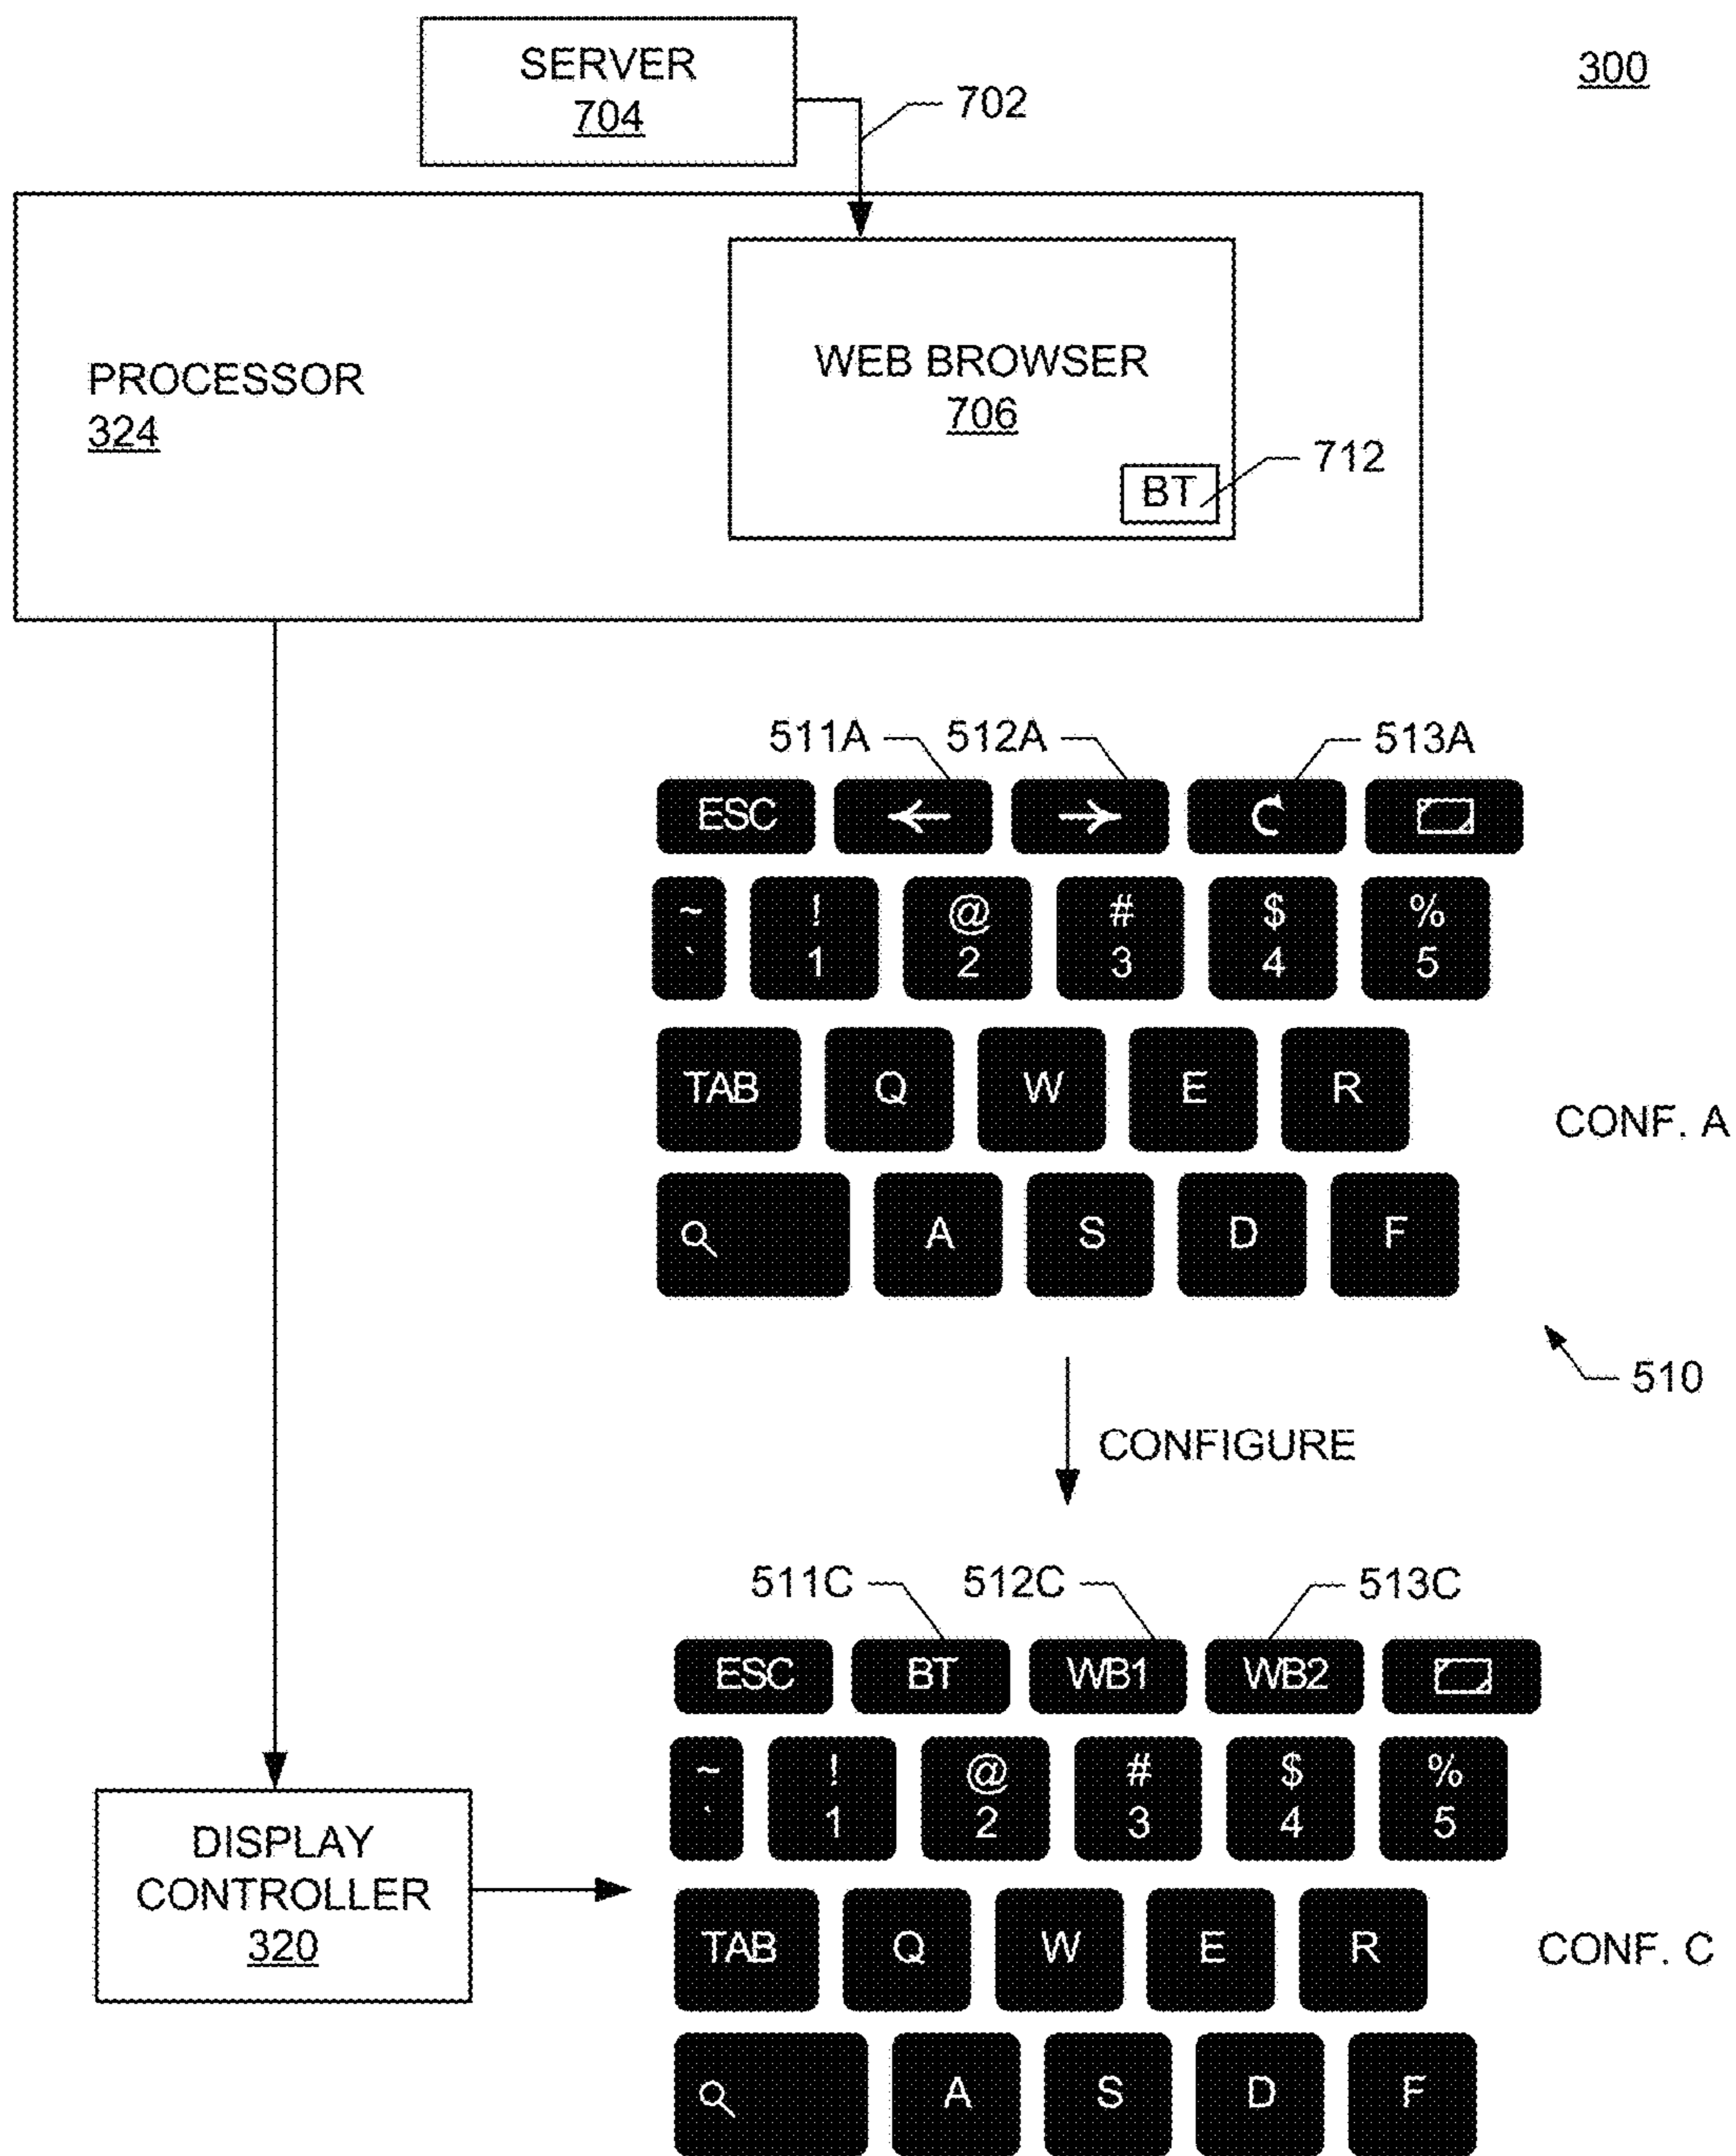 300
SERVER
704
702
PROCESSOR
324
WEB BROWSER
706
712
BT
511A
512A
513A
ESC ← →
~ ! @ # $ %
` 1 2 3 4 5
TAB Q W E R
CONF. A
A S D F
510
CONFIGURE
511C
512C
513C
ESC BT WB1 WB2
~ ! @ # $ %
` 1 2 3 4 5
DISPLAY
CONTROLLER
320
TAB Q W E R
CONF. C
A S D F